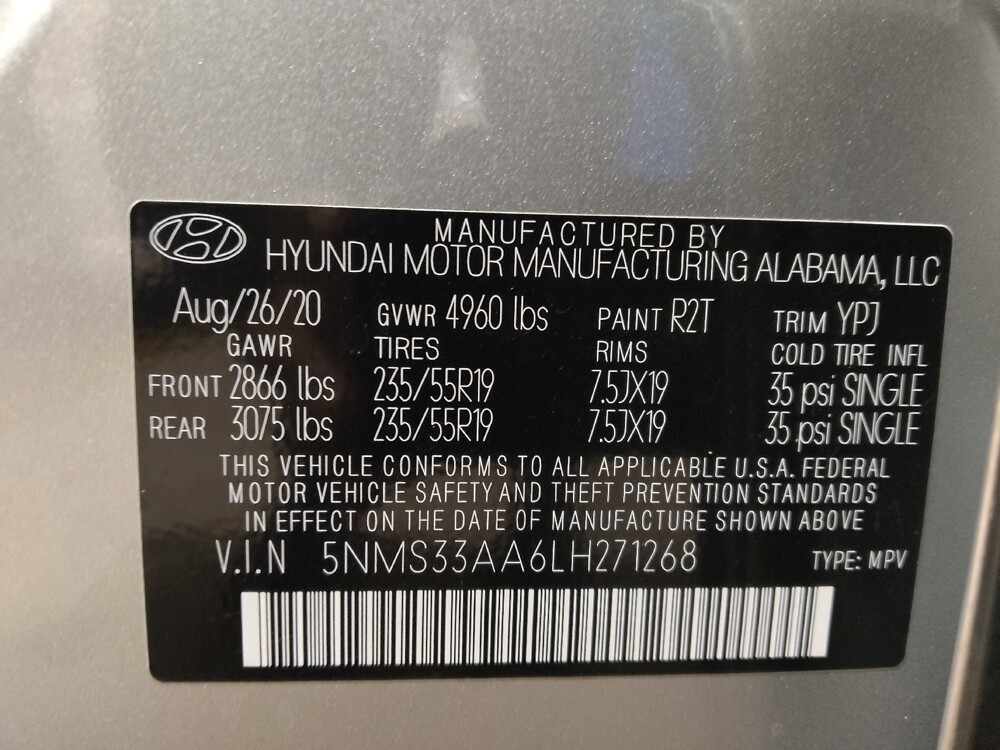 MANUFACTURED BY
HYUNDAI MOTOR MANUFACTURING ALABAMA, LLC
Aug/26/20 GVWR 4960 lbs PAINT R2T TRIM YPJ
GAWR TIRES RIMS COLD TIRE INFL
FRONT 2866 lbs 235/55R19 7.5JX19 35 psi SINGLE
REAR 3075 lbs 235/55R19 7.5JX19 35 psi SINGLE
THIS VEHICLE CONFORMS TO ALL APPLICABLE U.S.A. FEDERAL
MOTOR VEHICLE SAFETY AND THEFT PREVENTION STANDARDS
IN EFFECT ON THE DATE OF MANUFACTURE SHOWN ABOVE
V.I.N 5NMS33AA6LH271268 TYPE: MPV